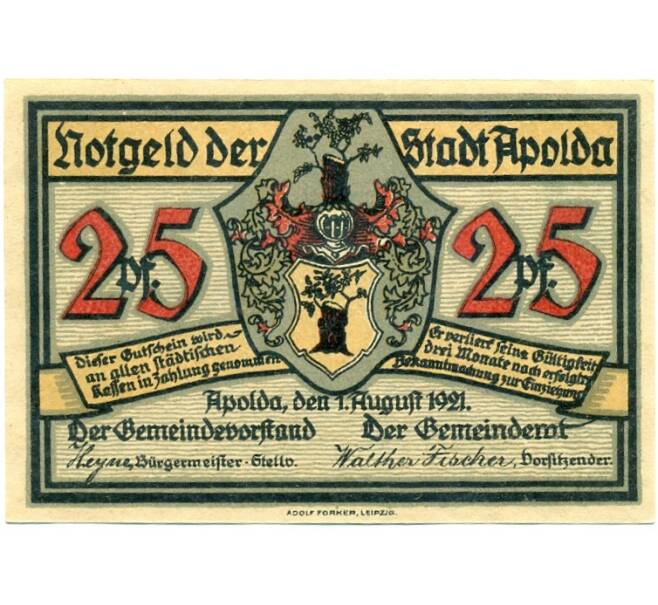 Notgeld der Stadt Apolda
25 Pf. 25 Pf.
Dieser Gutschein wird
an allen städtischen
Kassen in Zahlung genommen
Er verliert seine Gültigkeit
drei Monate nach erfolgter
Bekanntmachung zur Einziehung
Apolda, den 1. August 1921.
Der Gemeindevorstand Der Gemeinderat
Heyne, Bürgermeister-Stellv. Walther Fischer, Vorsitzender.
ADOLF FORKER, LEIPZIG.